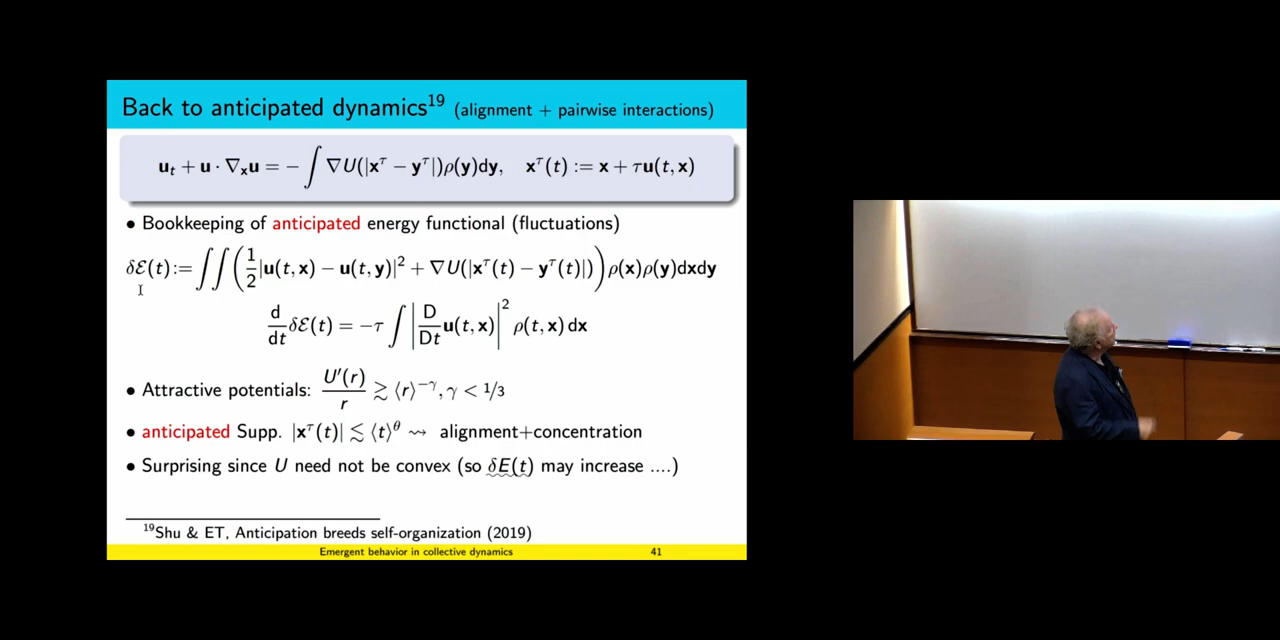 Back to anticipated dynamics¹⁹ (alignment + pairwise interactions)
𝐮ₜ + 𝐮 · ∇ₓ𝐮 = − ∫ ∇U(|𝐱^τ − 𝐲^τ|)ρ(𝐲)d𝐲, 𝐱^τ(t) := 𝐱 + τ𝐮(t, 𝐱)
• Bookkeeping of anticipated energy functional (fluctuations)
δℰ(t) := ∫∫ (1/2 |𝐮(t, 𝐱) − 𝐮(t, 𝐲)|² + ∇U(|𝐱^τ(t) − 𝐲^τ(t)|)) ρ(𝐱)ρ(𝐲)d𝐱d𝐲
d/dt δℰ(t) = −τ ∫ |D/Dt 𝐮(t, 𝐱)|² ρ(t, 𝐱) d𝐱
• Attractive potentials: U′(r)/r ≳ ⟨r⟩^−γ, γ < 1/3
• anticipated Supp. |𝐱^τ(t)| ≲ ⟨t⟩^θ ⇝ alignment+concentration
• Surprising since U need not be convex (so δE(t) may increase ....)
¹⁹Shu & ET, Anticipation breeds self-organization (2019)
Emergent behavior in collective dynamics 41